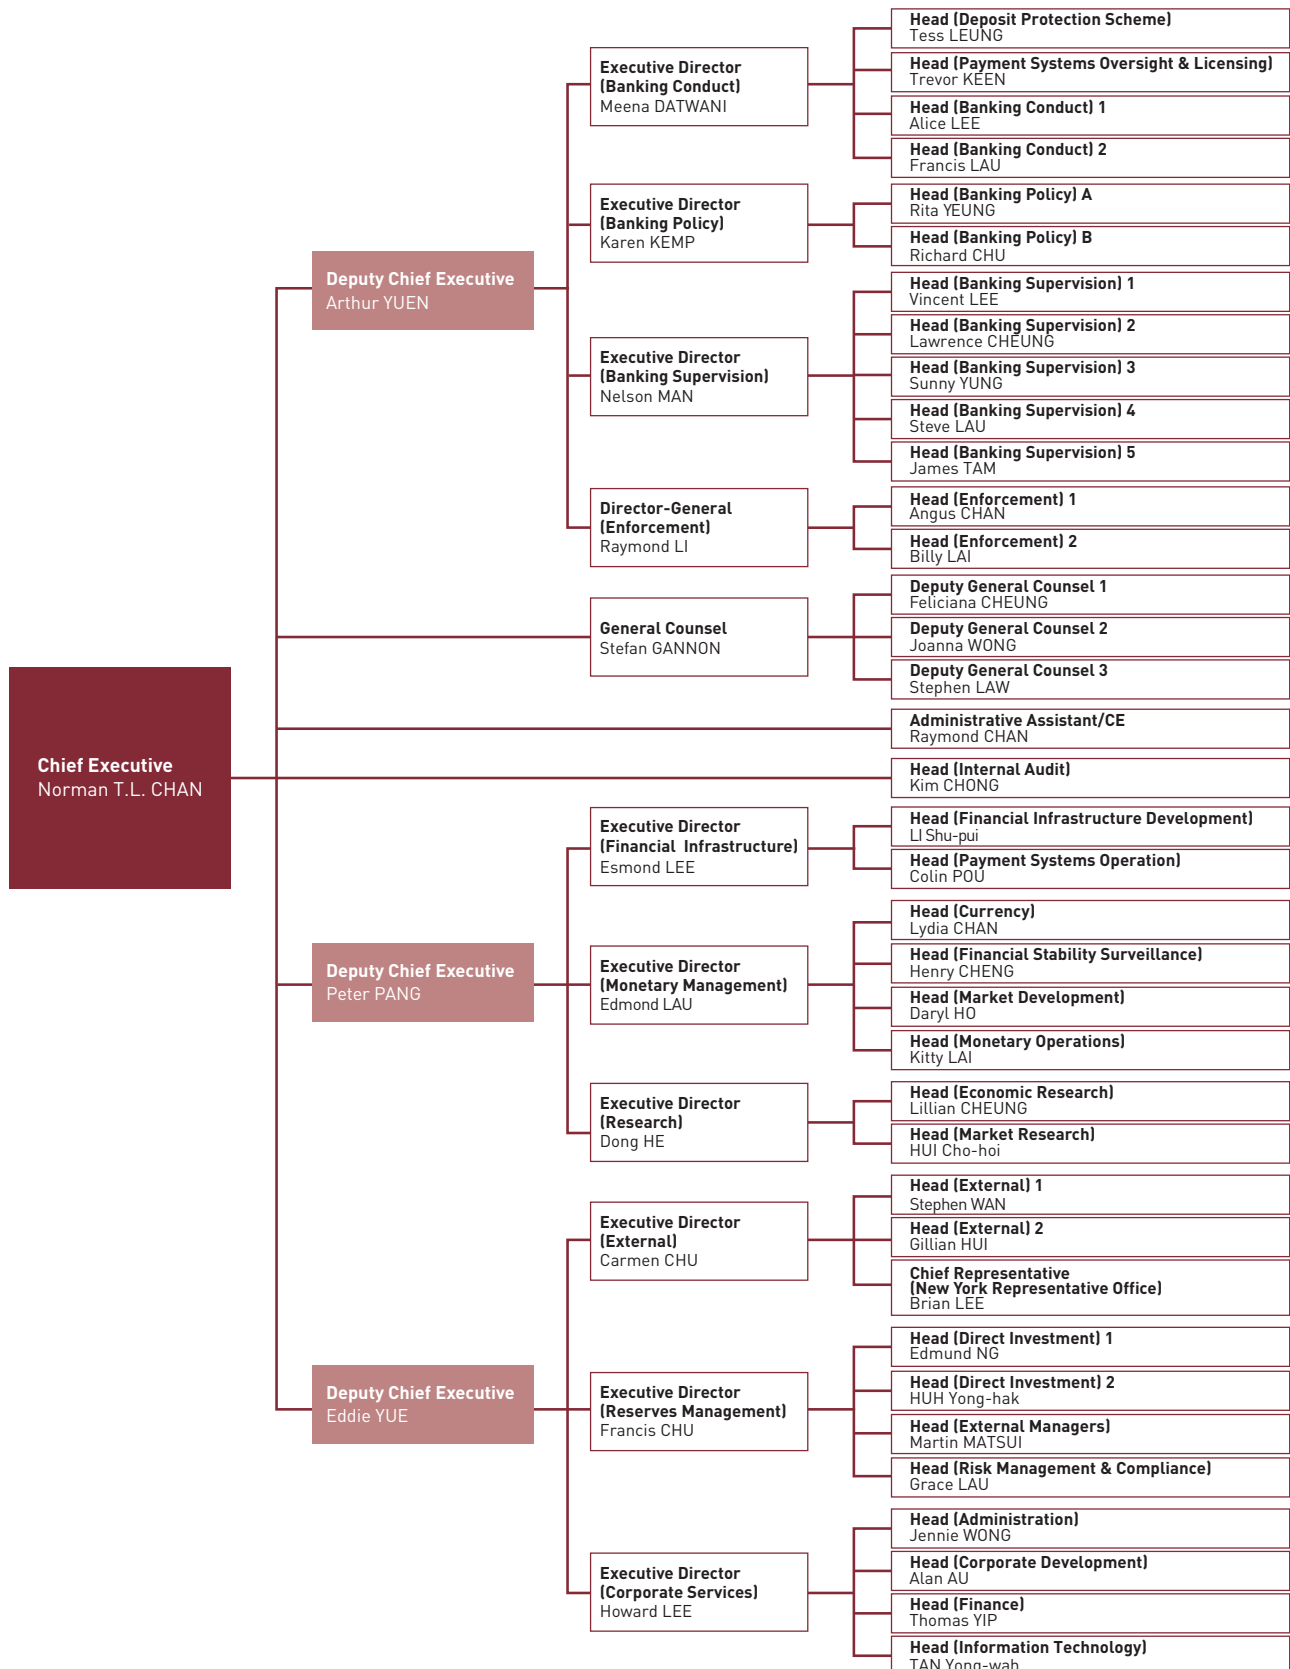 Chief Executive
Norman T.L. CHAN
Deputy Chief Executive
Arthur YUEN
Executive Director
(Banking Conduct)
Meena DATWANI
Head (Deposit Protection Scheme)
Tess LEUNG
Head (Payment Systems Oversight & Licensing)
Trevor KEEN
Head (Banking Conduct) 1
Alice LEE
Head (Banking Conduct) 2
Francis LAU
Executive Director
(Banking Policy)
Karen KEMP
Head (Banking Policy) A
Rita YEUNG
Head (Banking Policy) B
Richard CHU
Executive Director
(Banking Supervision)
Nelson MAN
Head (Banking Supervision) 1
Vincent LEE
Head (Banking Supervision) 2
Lawrence CHEUNG
Head (Banking Supervision) 3
Sunny YUNG
Head (Banking Supervision) 4
Steve LAU
Head (Banking Supervision) 5
James TAM
Director-General
(Enforcement)
Raymond LI
Head (Enforcement) 1
Angus CHAN
Head (Enforcement) 2
Billy LAI
General Counsel
Stefan GANNON
Deputy General Counsel 1
Feliciana CHEUNG
Deputy General Counsel 2
Joanna WONG
Deputy General Counsel 3
Stephen LAW
Administrative Assistant/CE
Raymond CHAN
Head (Internal Audit)
Kim CHONG
Deputy Chief Executive
Peter PANG
Executive Director
(Financial Infrastructure)
Esmond LEE
Head (Financial Infrastructure Development)
LI Shu-pui
Head (Payment Systems Operation)
Colin POU
Executive Director
(Monetary Management)
Edmond LAU
Head (Currency)
Lydia CHAN
Head (Financial Stability Surveillance)
Henry CHENG
Head (Market Development)
Daryl HO
Head (Monetary Operations)
Kitty LAI
Executive Director
(Research)
Dong HE
Head (Economic Research)
Lillian CHEUNG
Head (Market Research)
HUI Cho-hoi
Deputy Chief Executive
Eddie YUE
Executive Director
(External)
Carmen CHU
Head (External) 1
Stephen WAN
Head (External) 2
Gillian HUI
Chief Representative
(New York Representative Office)
Brian LEE
Executive Director
(Reserves Management)
Francis CHU
Head (Direct Investment) 1
Edmund NG
Head (Direct Investment) 2
HUH Yong-hak
Head (External Managers)
Martin MATSUI
Head (Risk Management & Compliance)
Grace LAU
Executive Director
(Corporate Services)
Howard LEE
Head (Administration)
Jennie WONG
Head (Corporate Development)
Alan AU
Head (Finance)
Thomas YIP
Head (Information Technology)
TAN Yong-wah